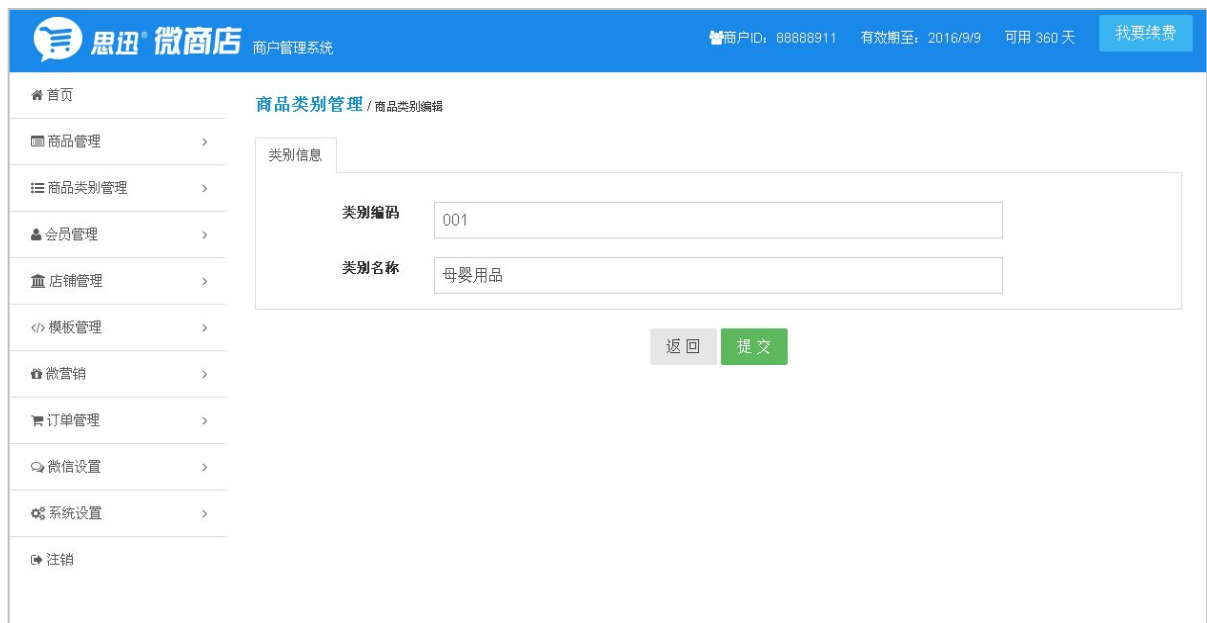 思迅® 微商店 商户管理系统 商户ID：88888911 有效期至：2016/9/9 可用 360 天 我要续费
首页
商品类别管理 / 商品类别编辑
商品管理
类别信息
商品类别管理
类别编码 001
会员管理
类别名称 母婴用品
店铺管理
模板管理
返 回 提 交
微营销
订单管理
微信设置
系统设置
注销